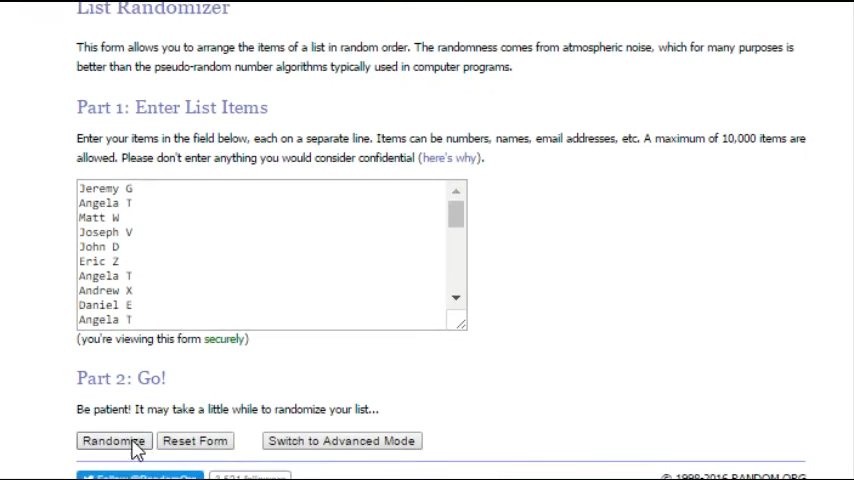 List Randomizer
This form allows you to arrange the items of a list in random order. The randomness comes from atmospheric noise, which for many purposes is
better than the pseudo-random number algorithms typically used in computer programs.
Part 1: Enter List Items
Enter your items in the field below, each on a separate line. Items can be numbers, names, email addresses, etc. A maximum of 10,000 items are
allowed. Please don't enter anything you would consider confidential (here's why).
Jeremy G
Angela T
Matt W
Joseph V
John D
Eric Z
Angela T
Andrew X
Daniel E
Angela T
(you're viewing this form securely)
Part 2: Go!
Be patient! It may take a little while to randomize your list...
Randomize Reset Form Switch to Advanced Mode
Follow @RandomOrg followers © 1998-2016 RANDOM.ORG